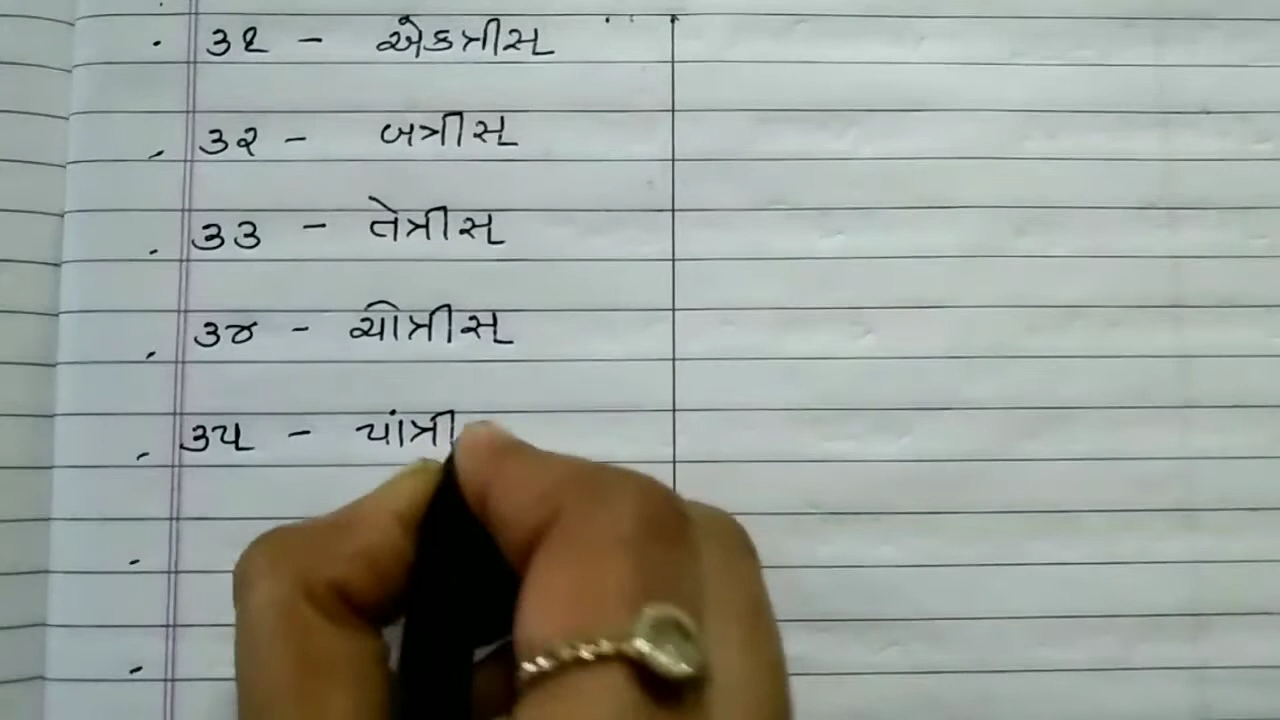 ૩૧ - એકત્રીસ
૩૨ - બત્રીસ
૩૩ - તેત્રીસ
૩૪ - ચોત્રીસ
૩૫ - પાંત્રી